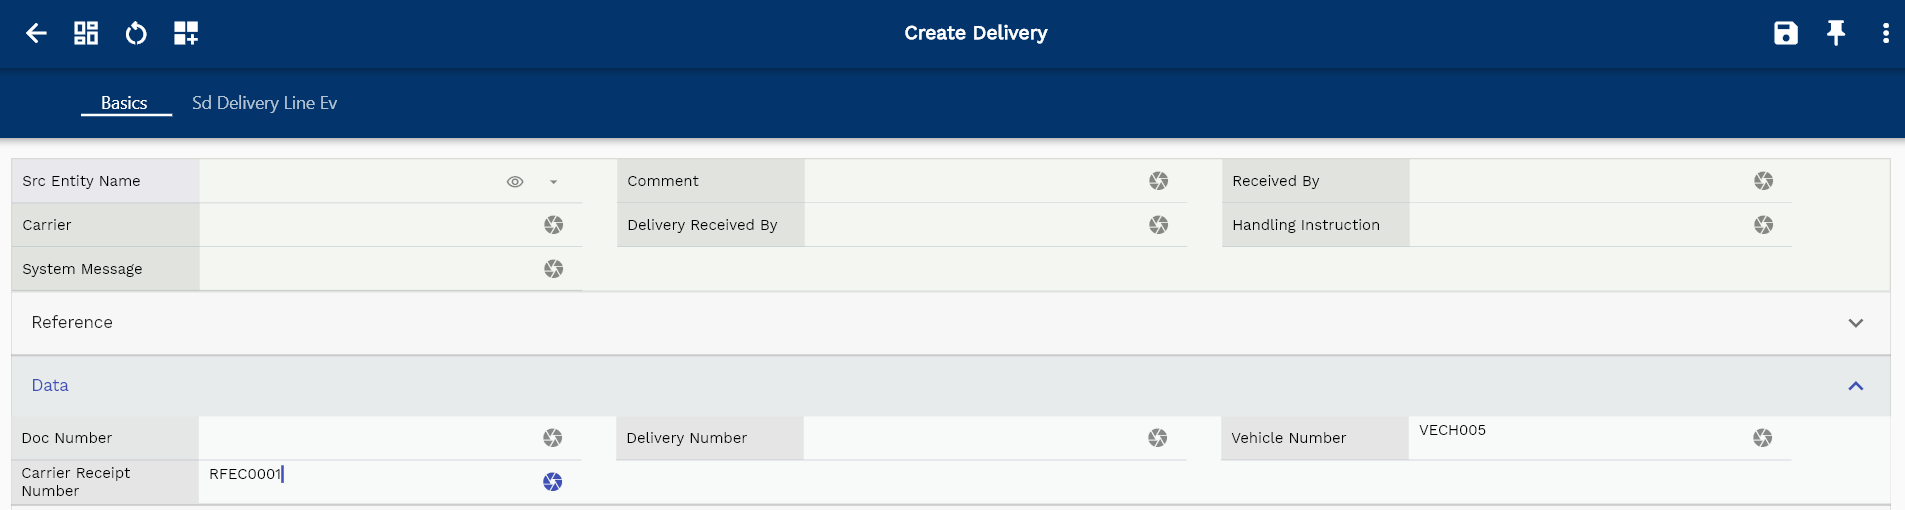 Create Delivery
Basics Sd Delivery Line Ev
Src Entity Name Comment Received By
Carrier Delivery Received By Handling Instruction
System Message
Reference
Data
Doc Number Delivery Number Vehicle Number VECH005
Carrier Receipt RFEC0001
Number